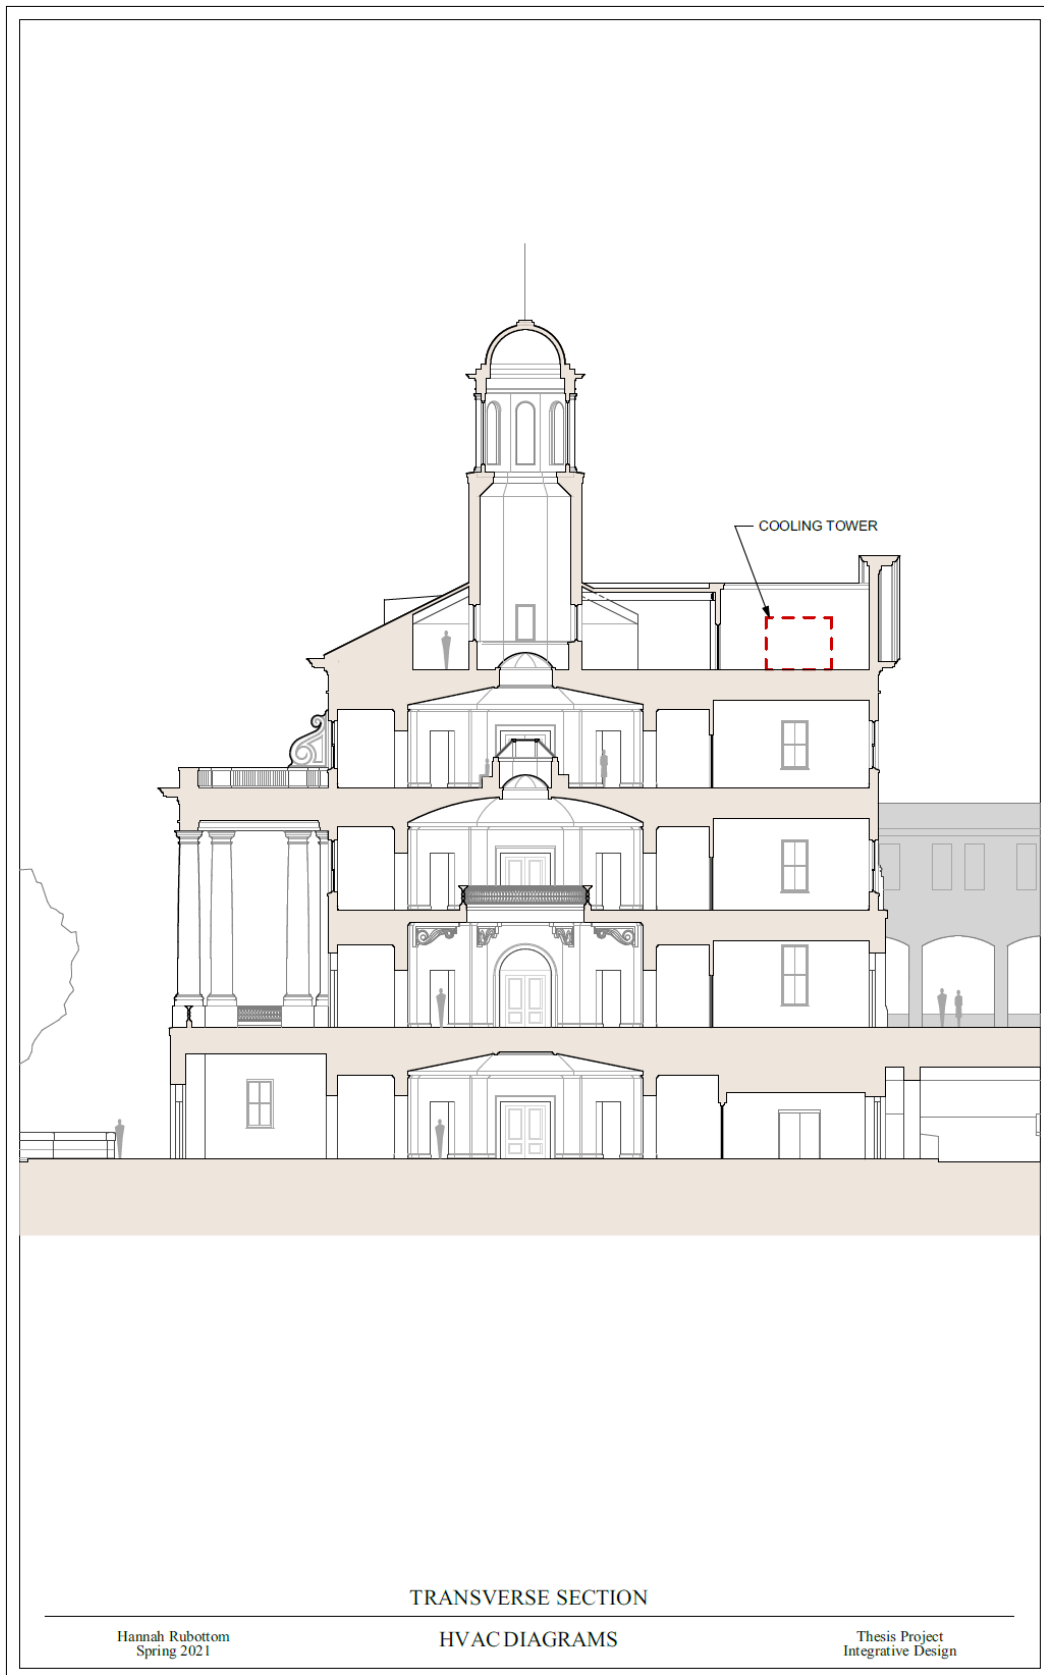 COOLING TOWER
TRANSVERSE SECTION
Hannah Rubottom
Spring 2021
HVAC DIAGRAMS
Thesis Project
Integrative Design